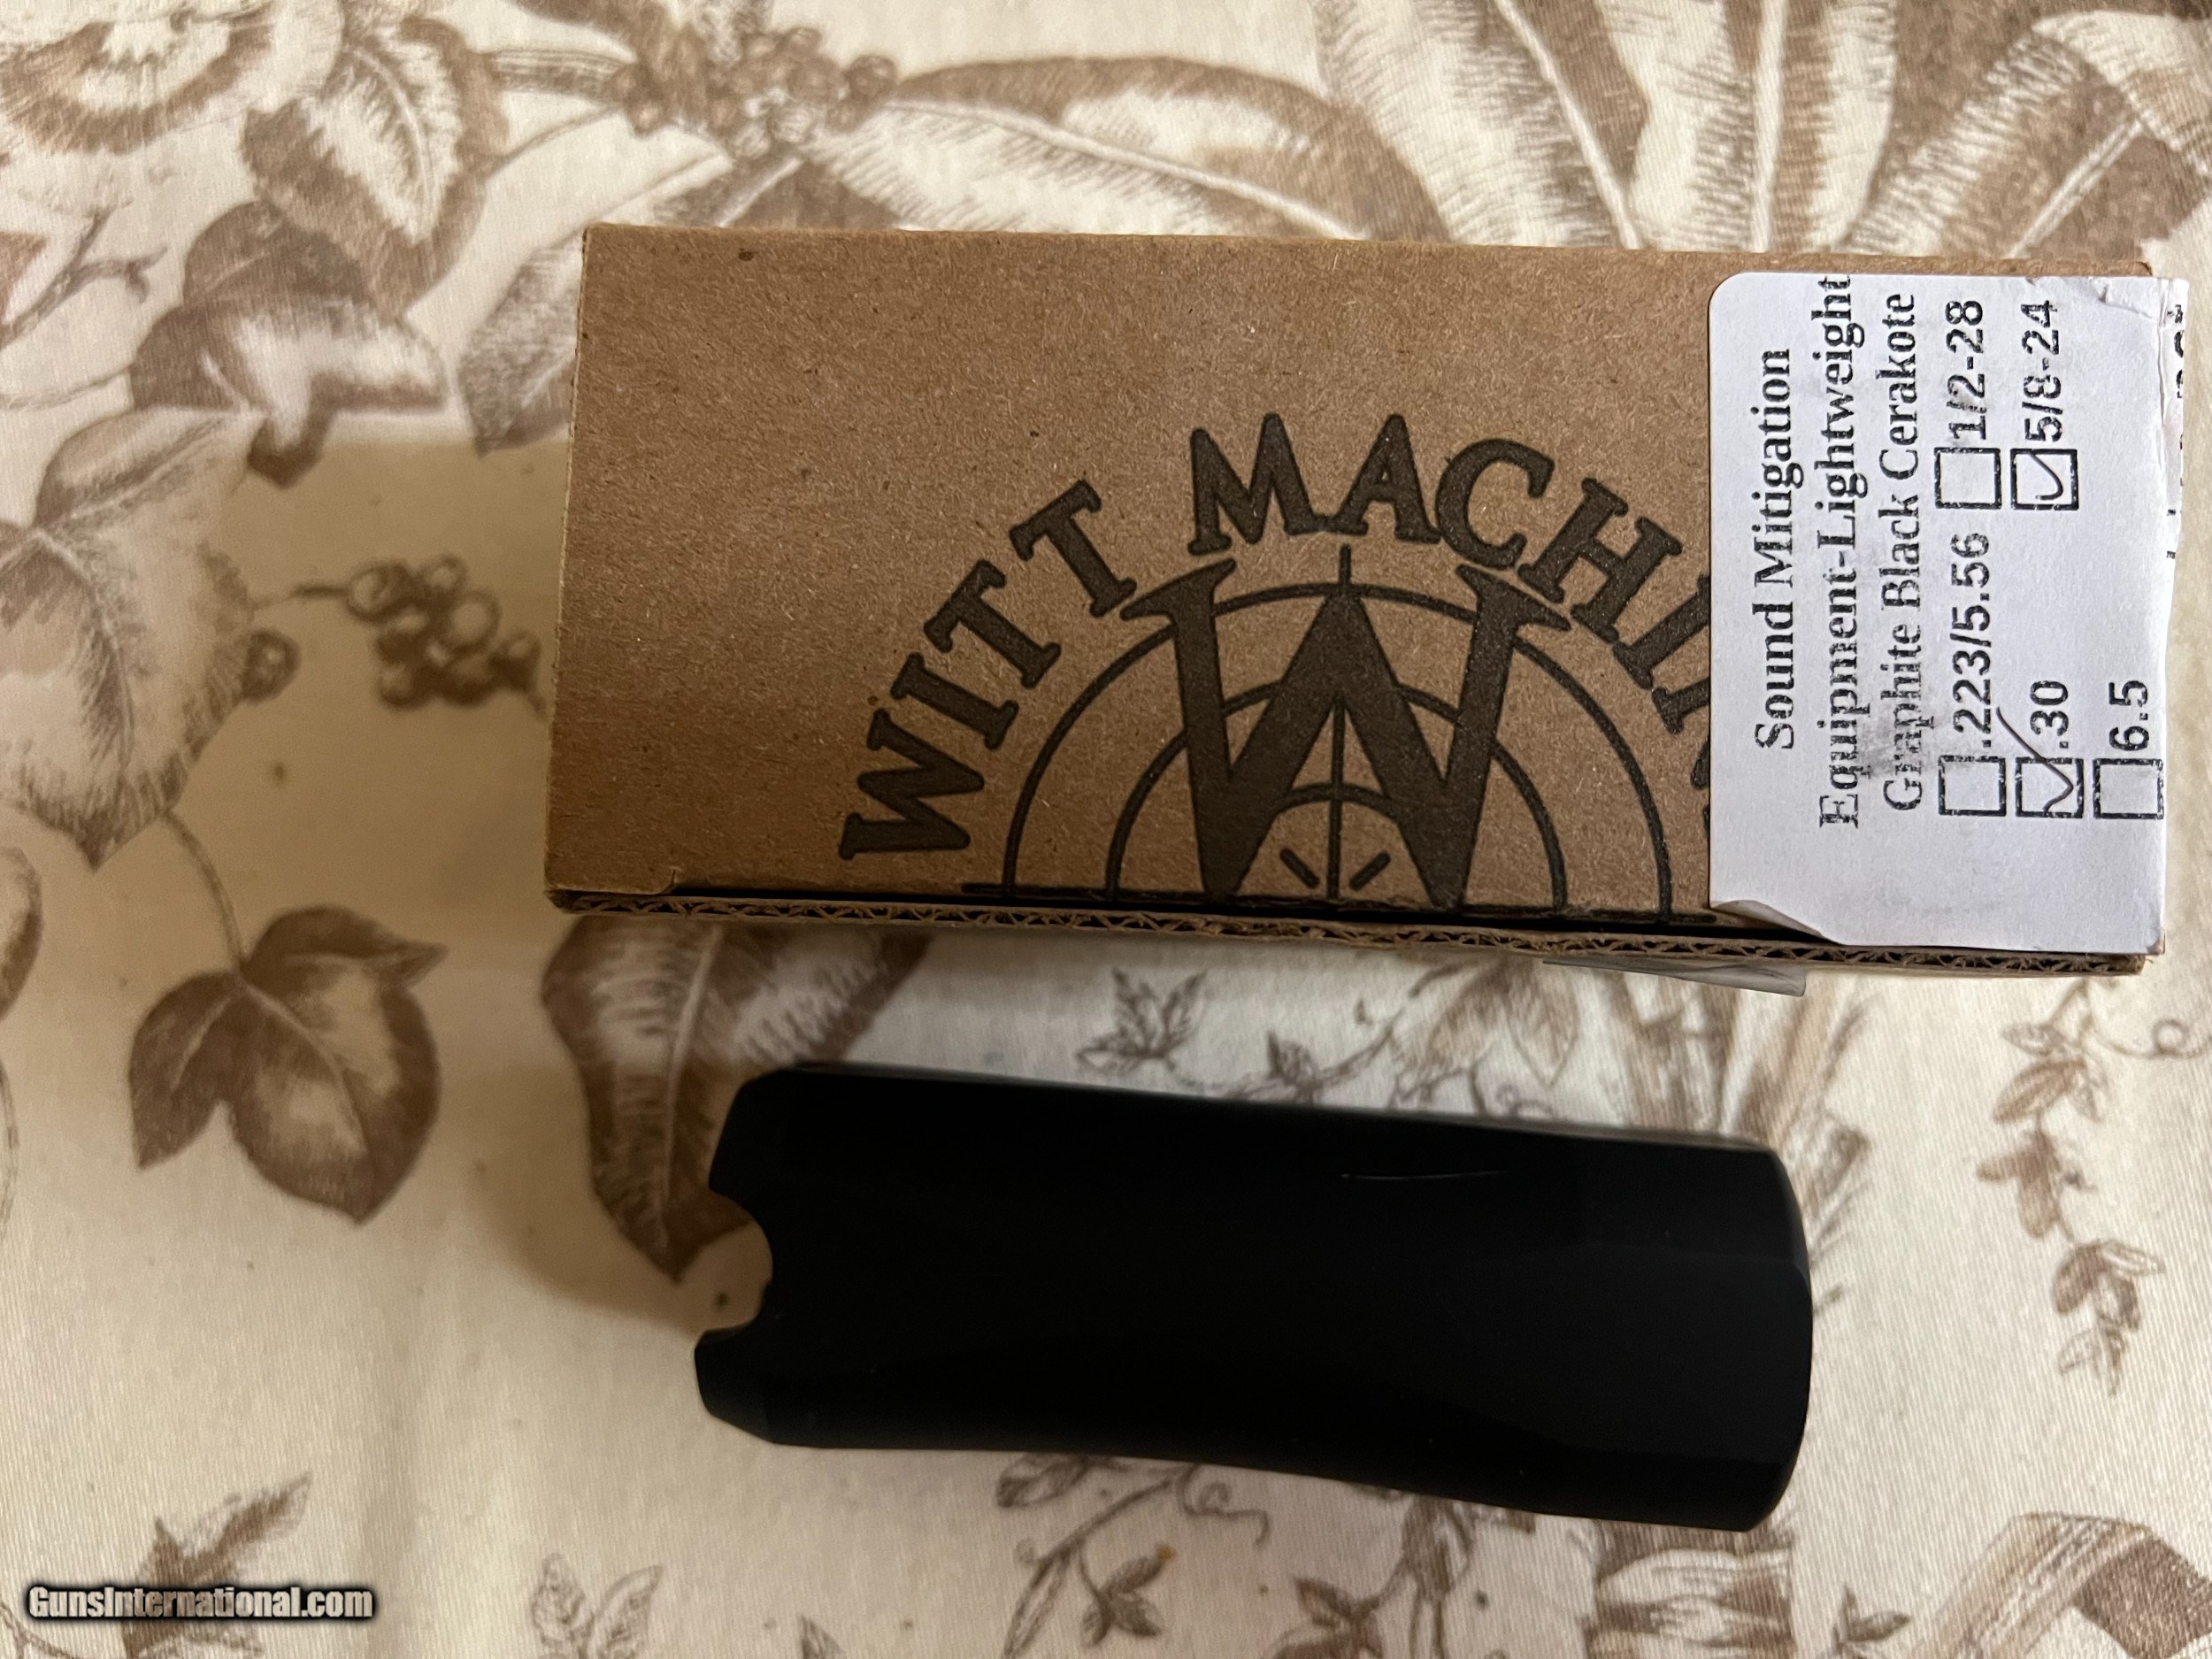 WITT MACHI
W
Sound Mitigation
Equipment-Lightweight
Graphite Black Cerakote
.223/5.56 1/2-28
.30 5/8-24
6.5
GunsInternational.com